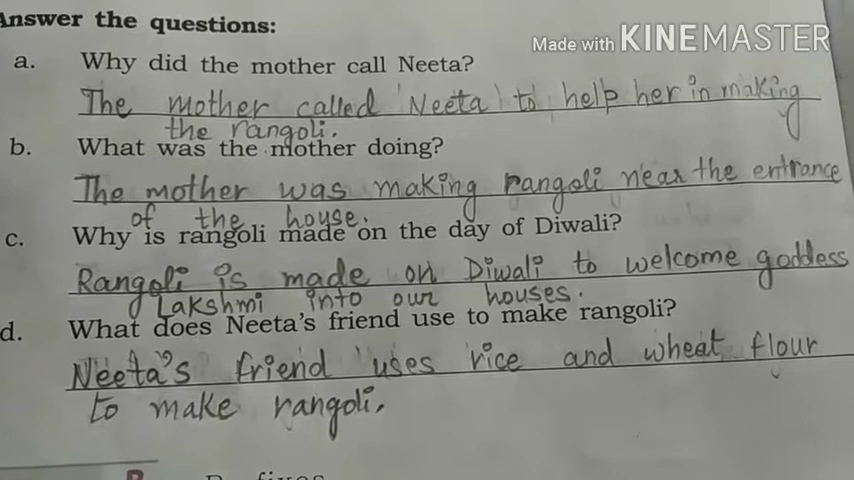 Answer the questions:
Made with KINEMASTER
a. Why did the mother call Neeta?
The mother called Neeta to help her in making
the rangoli.
b. What was the mother doing?
The mother was making rangoli near the entrance
of the house.
c. Why is rangoli made on the day of Diwali?
Rangoli is made on Diwali to welcome goddess
Lakshmi into our houses.
d. What does Neeta's friend use to make rangoli?
Neeta's friend uses rice and wheat flour
to make rangoli.